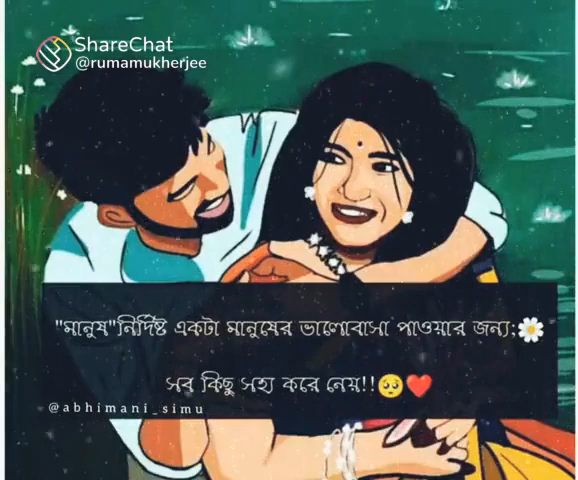 ShareChat
@rumamukherjee
"মানুষ"নির্দিষ্ট একটা মানুষের ভালোবাসা পাওয়ার জন্য;🌼
সব কিছু সহ্য করে নেয়!!🥺❤️
@abhimani_simu